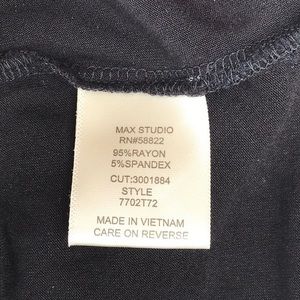 MAX STUDIO
RN#58822
95%RAYON
5%SPANDEX
CUT:3001884
STYLE
7702T72
MADE IN VIETNAM
CARE ON REVERSE